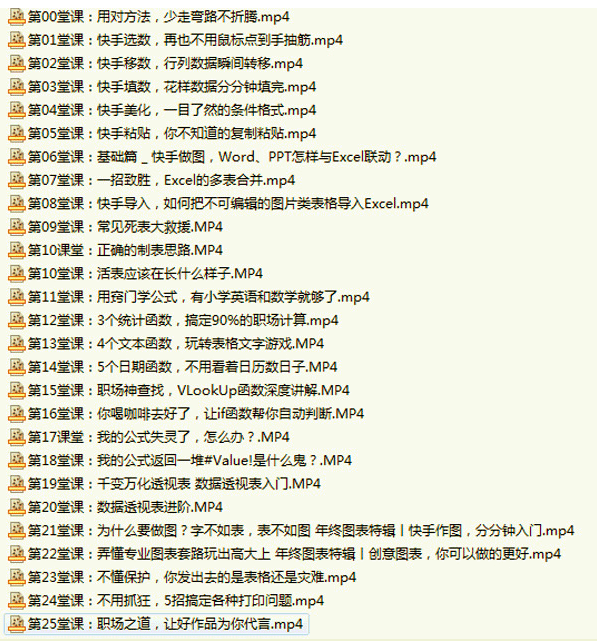 第00堂课：用对方法，少走弯路不折腾.mp4
第01堂课：快手选数，再也不用鼠标点到手抽筋.mp4
第02堂课：快手移数，行列数据瞬间转移.mp4
第03堂课：快手填数，花样数据分分钟填完.mp4
第04堂课：快手美化，一目了然的条件格式.mp4
第05堂课：快手粘贴，你不知道的复制粘贴.mp4
第06堂课：基础篇 _ 快手做图，Word、PPT怎样与Excel联动？.mp4
第07堂课：一招致胜，Excel的多表合并.mp4
第08堂课：快手导入，如何把不可编辑的图片类表格导入Excel.mp4
第09堂课：常见死表大救援.MP4
第10课堂：正确的制表思路.MP4
第10堂课：活表应该在长什么样子.MP4
第11堂课：用窍门学公式，有小学英语和数学就够了.mp4
第12堂课：3个统计函数，搞定90%的职场计算.mp4
第13堂课：4个文本函数，玩转表格文字游戏.MP4
第14堂课：5个日期函数，不用看着日历数日子.MP4
第15堂课：职场神查找，VLookUp函数深度讲解.MP4
第16堂课：你喝咖啡去好了，让if函数帮你自动判断.MP4
第17课堂：我的公式失灵了，怎么办？.MP4
第18堂课：我的公式返回一堆#Value!是什么鬼？.MP4
第19堂课：千变万化透视表 数据透视表入门.MP4
第20堂课：数据透视表进阶.MP4
第21堂课：为什么要做图？字不如表，表不如图 年终图表特辑丨快手作图，分分钟入门.mp4
第22堂课：弄懂专业图表套路玩出高大上 年终图表特辑丨创意图表，你可以做的更好.mp4
第23堂课：不懂保护，你发出去的是表格还是灾难.mp4
第24堂课：不用抓狂，5招搞定各种打印问题.mp4
第25堂课：职场之道，让好作品为你代言.mp4